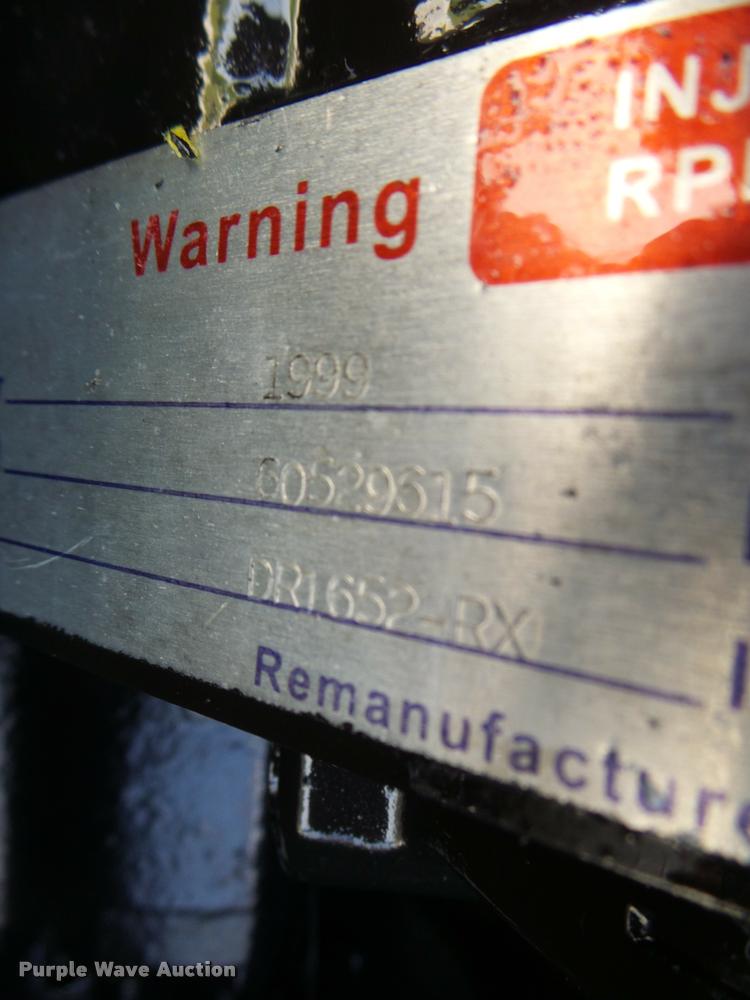 INJ
RP
Warning
1999
60529615
DR1652-RX
Remanufacture
Purple Wave Auction